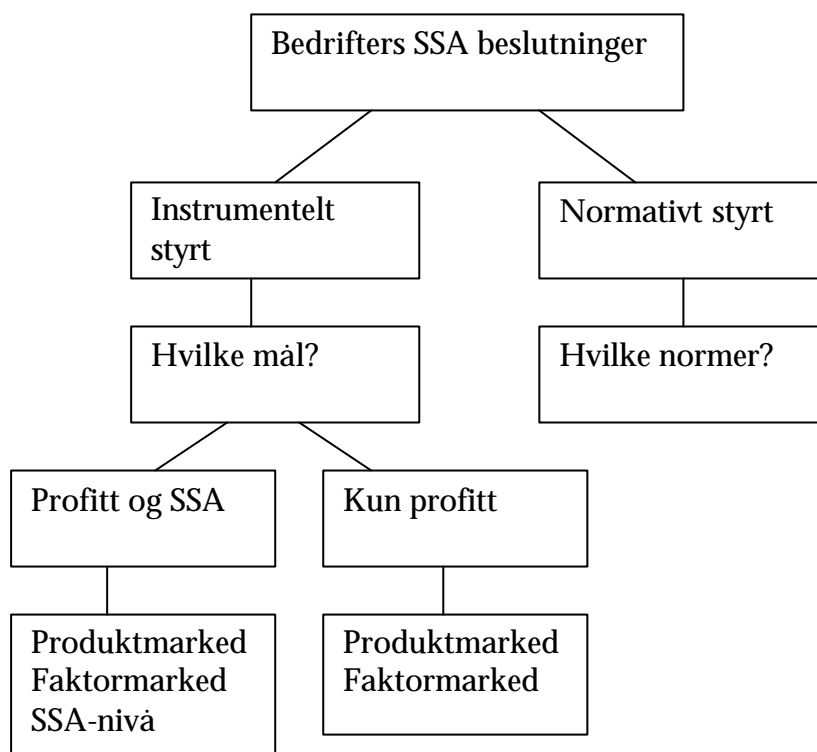 Bedrifters SSA beslutninger
Instrumentelt
styrt
Normativt styrt
Hvilke mål?
Hvilke normer?
Profitt og SSA
Kun profitt
Produktmarked
Faktormarked
SSA-nivå
Produktmarked
Faktormarked